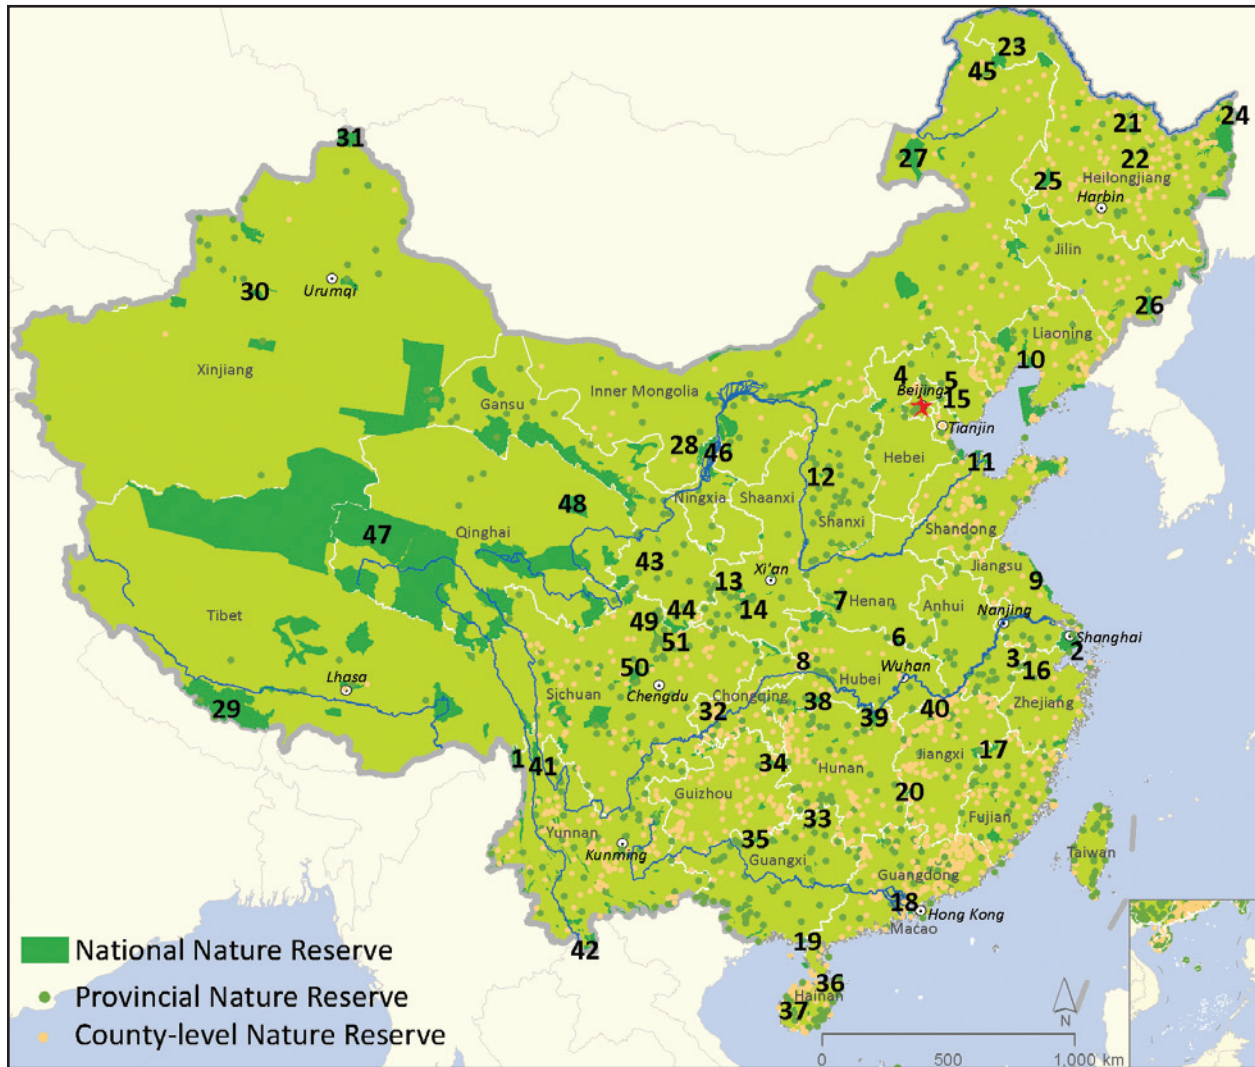 23
45
24
21
31
27
22
25
Heilongjiang
Harbin
Jilin
30
Urumqi
26
Liaoning
10
Xinjiang
Inner Mongolia
Gansu
4
5
Beijing
15
Tianjin
28
46
Hebei
11
12
48
Ningxia
Shaanxi
Shanxi
Shandong
47
Qinghai
43
13
Xi'an
Jiangsu
9
7
Henan
Anhui
Nanjing
14
44
49
51
Tibet
6
Shanghai
2
3
16
8
Wuhan
Hubei
50
Chengdu
Sichuan
Chongqing
Lhasa
29
32
38
39
40
Zhejiang
17
1
41
34
Hunan
Jiangxi
Guizhou
20
33
Fujian
Yunnan
Kunming
35
Guangxi
Taiwan
Guangdong
18
Hong Kong
Macao
42
19
36
Hainan
37
National Nature Reserve
Provincial Nature Reserve
County-level Nature Reserve
N
0
500
1,000 km